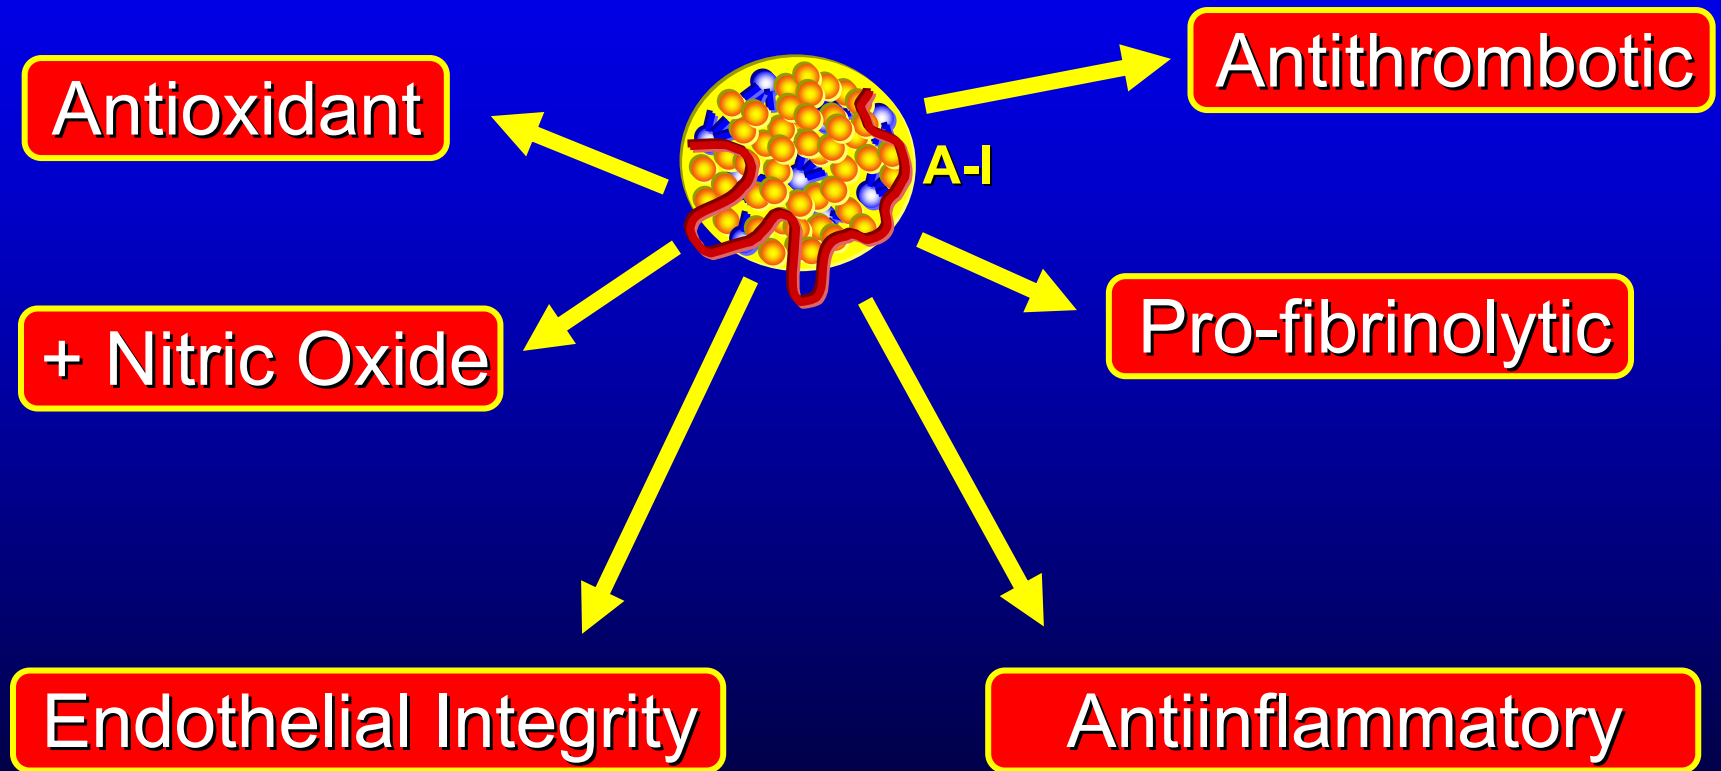 Antithrombotic
Antioxidant
A-I
Pro-fibrinolytic
+ Nitric Oxide
Endothelial Integrity
Antiinflammatory